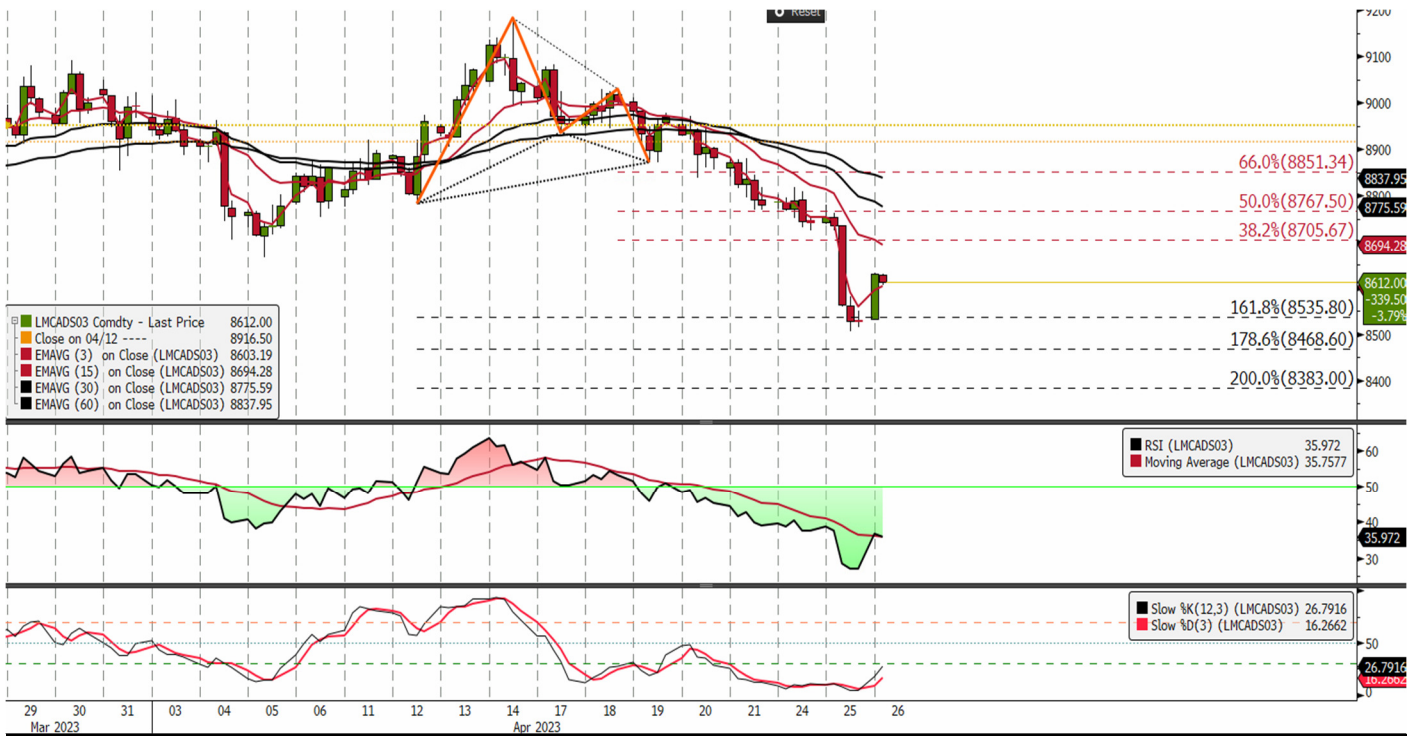 Reset
9200
9100
9000
8900
66.0%(8851.34)
8837.95
8800
50.0%(8767.50)
8775.59
38.2%(8705.67)
8694.28
8612.00
-339.50
-3.79%
161.8%(8535.80)
8500
178.6%(8468.60)
200.0%(8383.00)
8400
LMCADS03 Comdty - Last Price 8612.00
Close on 04/12 ---- 8916.50
EMAVG (3) on Close (LMCADS03) 8603.19
EMAVG (15) on Close (LMCADS03) 8694.28
EMAVG (30) on Close (LMCADS03) 8775.59
EMAVG (60) on Close (LMCADS03) 8837.95
RSI (LMCADS03) 35.972
Moving Average (LMCADS03) 35.7577
60
50
40
35.972
30
Slow %K(12,3) (LMCADS03) 26.7916
Slow %D(3) (LMCADS03) 16.2662
50
26.7916
16.2662
0
29 30 31 03 04 05 06 11 12 13 14 17 18 19 20 21 24 25 26
Mar 2023 Apr 2023